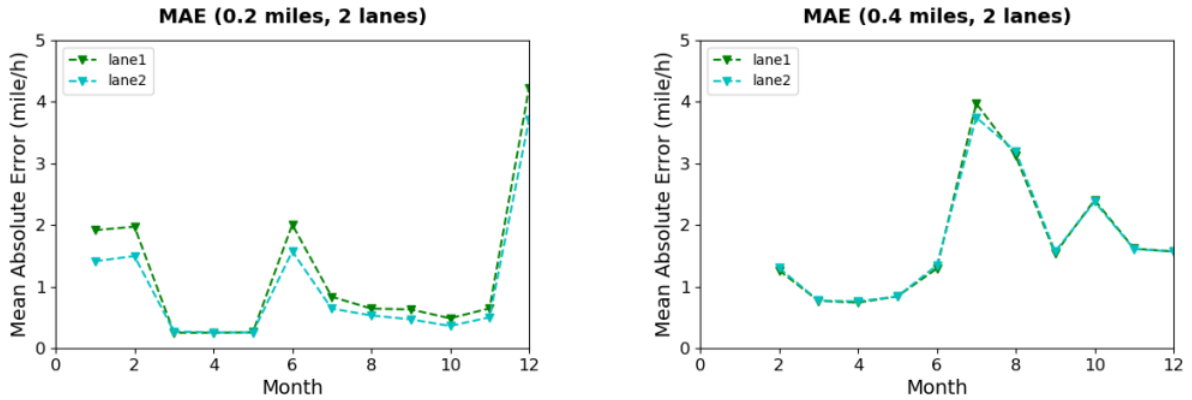 MAE (0.2 miles, 2 lanes)
Mean Absolute Error (mile/h)
5
4
3
2
1
0
lane1
lane2
0 2 4 6 8 10 12
Month
MAE (0.4 miles, 2 lanes)
Mean Absolute Error (mile/h)
5
4
3
2
1
0
lane1
lane2
0 2 4 6 8 10 12
Month